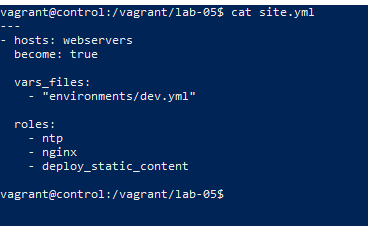 vagrant@control:/vagrant/lab-05$ cat site.yml
---
- hosts: webservers
  become: true

  vars_files:
    - "environments/dev.yml"

  roles:
    - ntp
    - nginx
    - deploy_static_content

vagrant@control:/vagrant/lab-05$